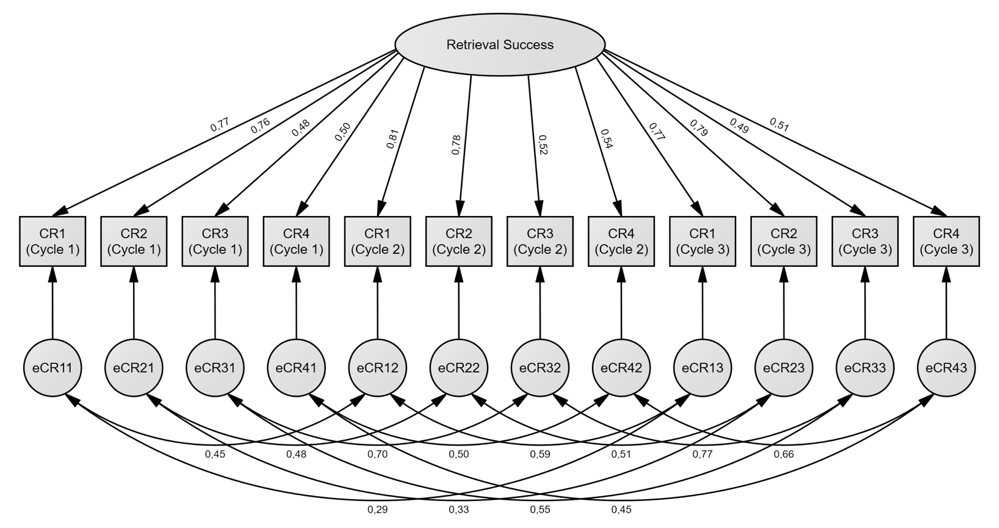 Retrieval Success
0,77
0,76
0,48
0,50
0,81
0,78
0,52
0,54
0,77
0,79
0,49
0,51
CR1
(Cycle 1)
CR2
(Cycle 1)
CR3
(Cycle 1)
CR4
(Cycle 1)
CR1
(Cycle 2)
CR2
(Cycle 2)
CR3
(Cycle 2)
CR4
(Cycle 2)
CR1
(Cycle 3)
CR2
(Cycle 3)
CR3
(Cycle 3)
CR4
(Cycle 3)
eCR11
eCR21
eCR31
eCR41
eCR12
eCR22
eCR32
eCR42
eCR13
eCR23
eCR33
eCR43
0,45
0,48
0,70
0,50
0,59
0,51
0,77
0,66
0,29
0,33
0,55
0,45